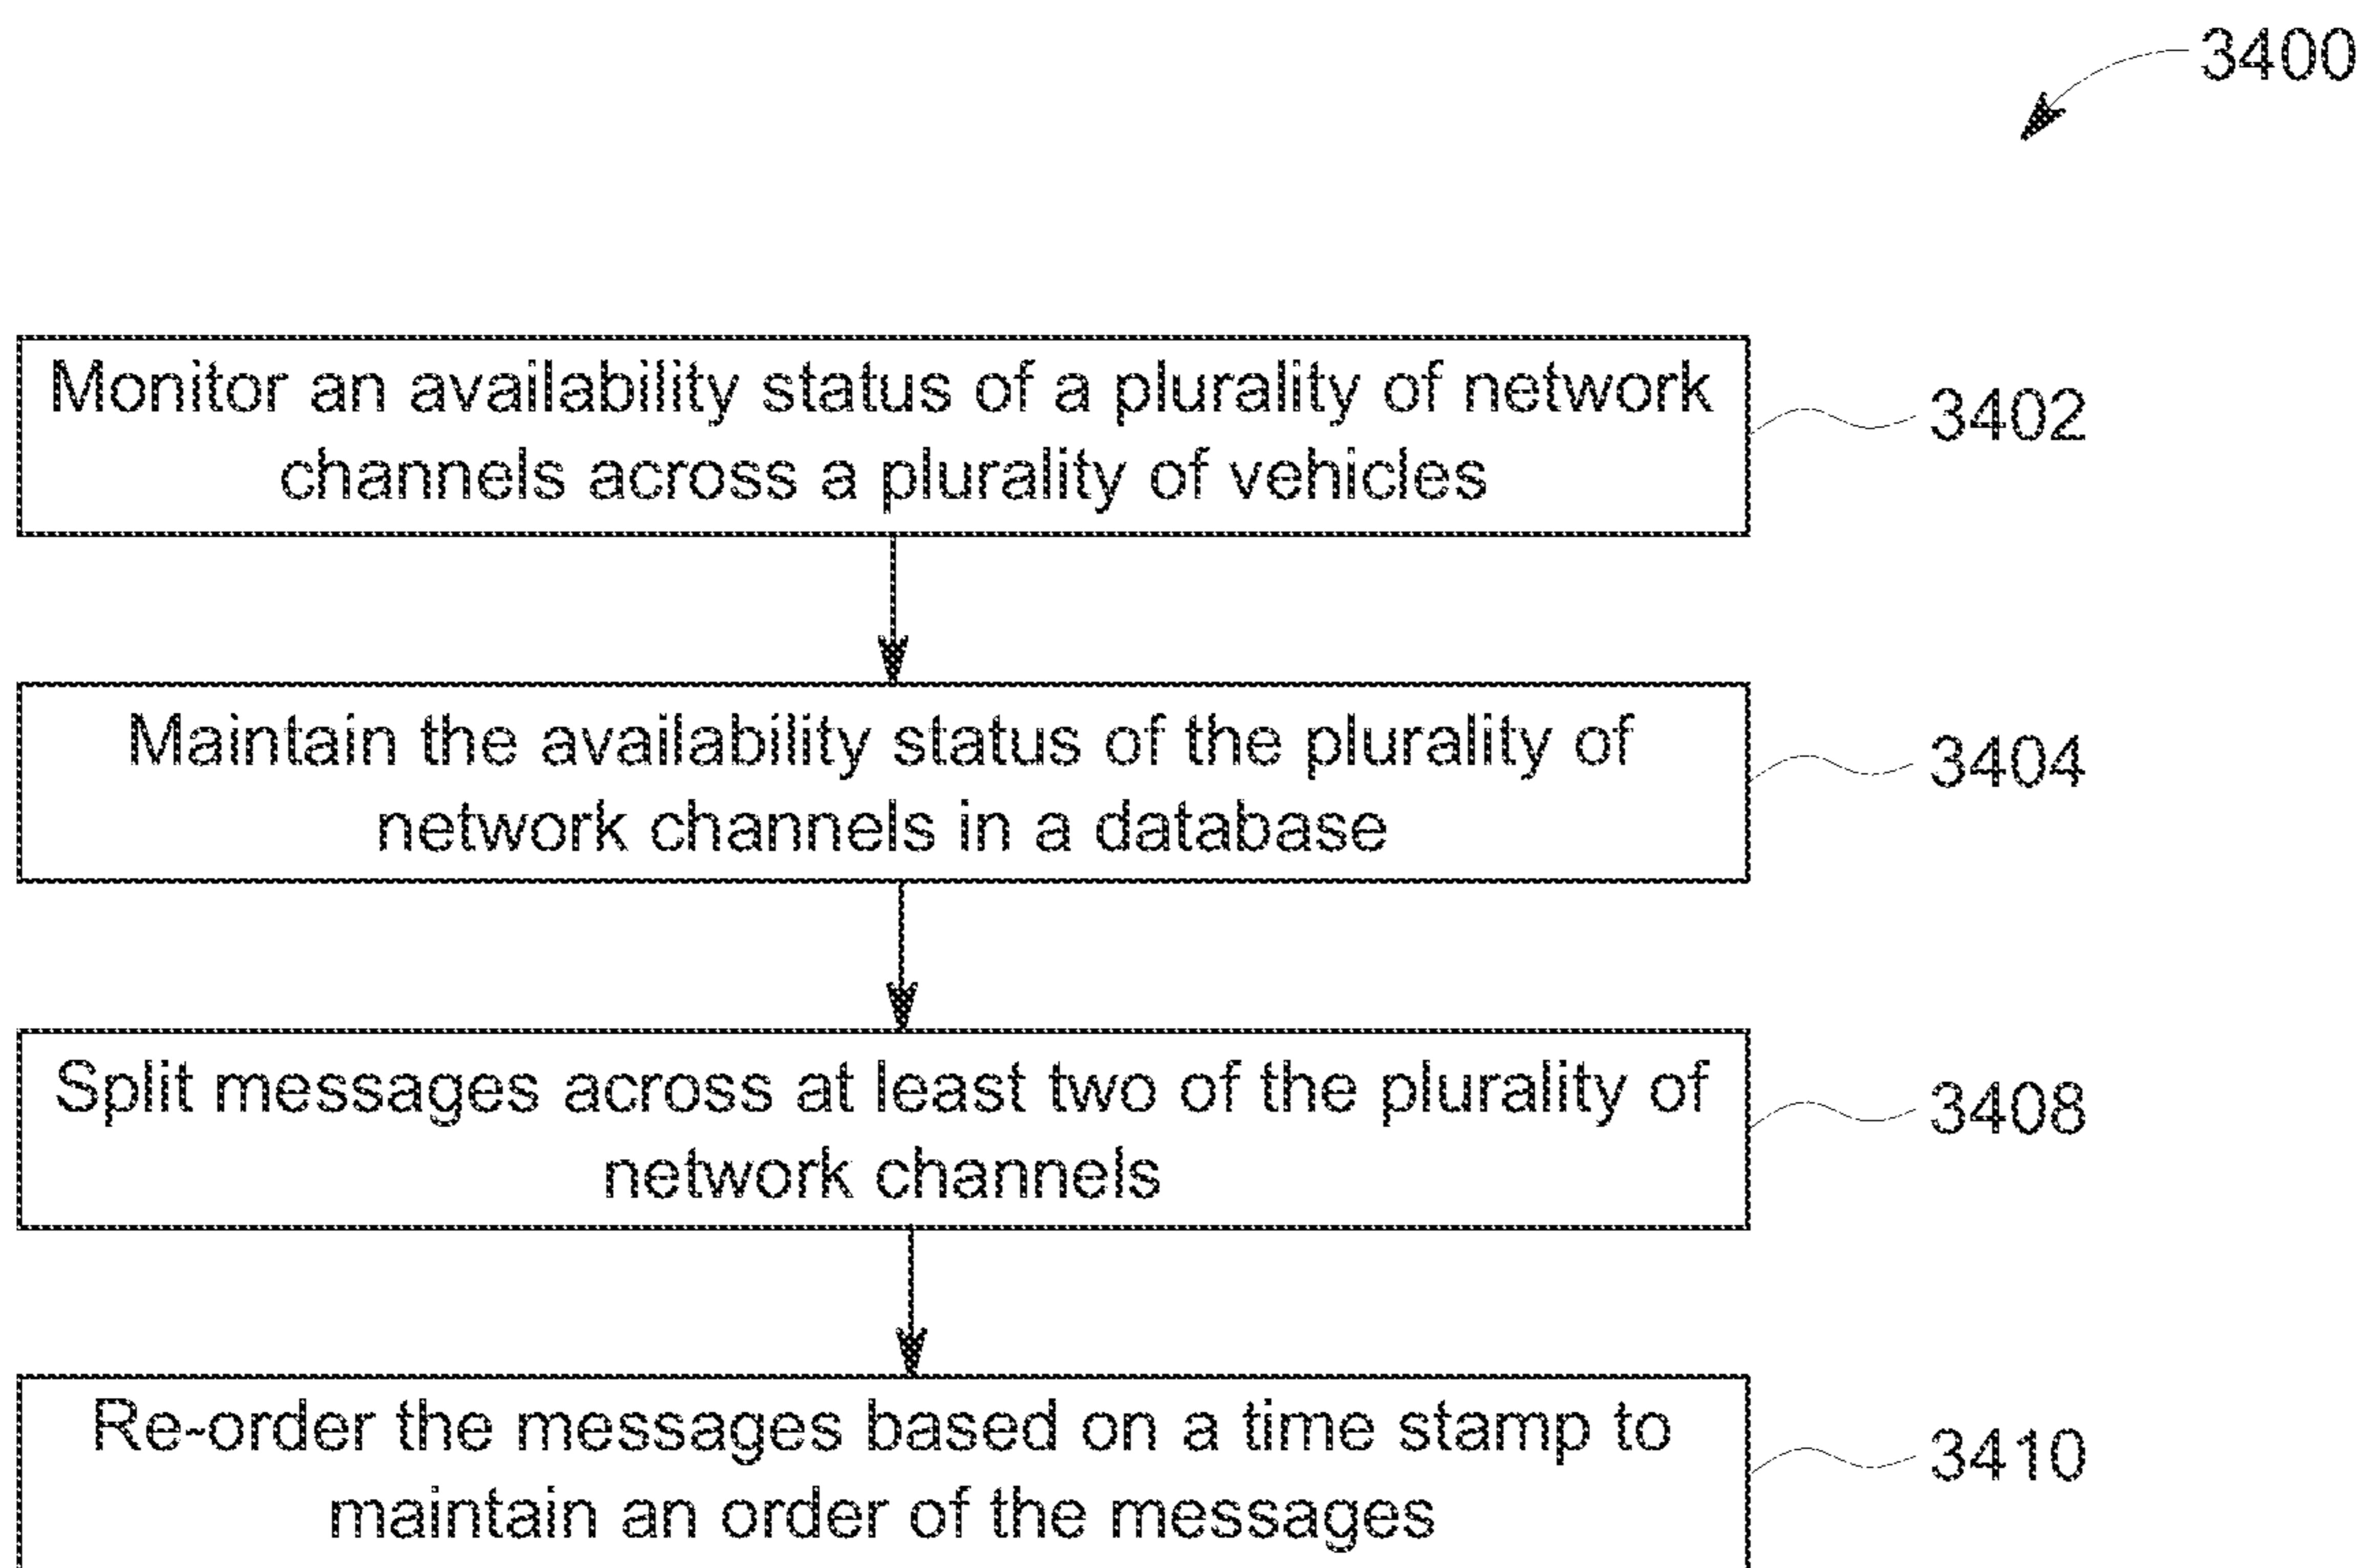 3400
Monitor an availability status of a plurality of network
channels across a plurality of vehicles
3402
Maintain the availability status of the plurality of
network channels in a database
3404
Split messages across at least two of the plurality of
network channels
3408
Re-order the messages based on a time stamp to
maintain an order of the messages
3410